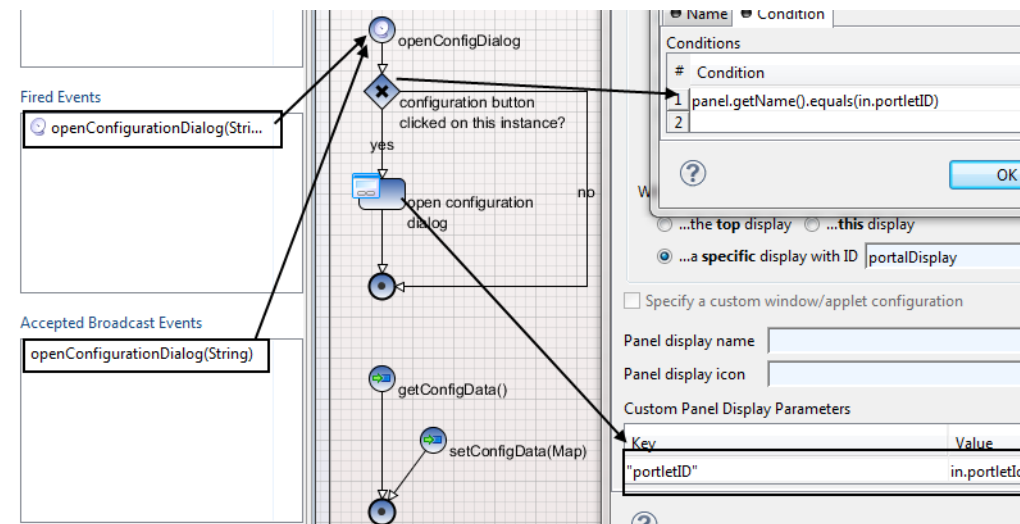 Fired Events
openConfigurationDialog(Stri...
Accepted Broadcast Events
openConfigurationDialog(String)
openConfigDialog
configuration button
clicked on this instance?
yes
no
open configuration
dialog
getConfigData()
setConfigData(Map)
Name
Condition
Conditions
# Condition
1 panel.getName().equals(in.portletID)
2
?
OK
W
...the top display ...this display
...a specific display with ID portalDisplay
Specify a custom window/applet configuration
Panel display name
Panel display icon
Custom Panel Display Parameters
Key Value
"portletID" in.portletId
?